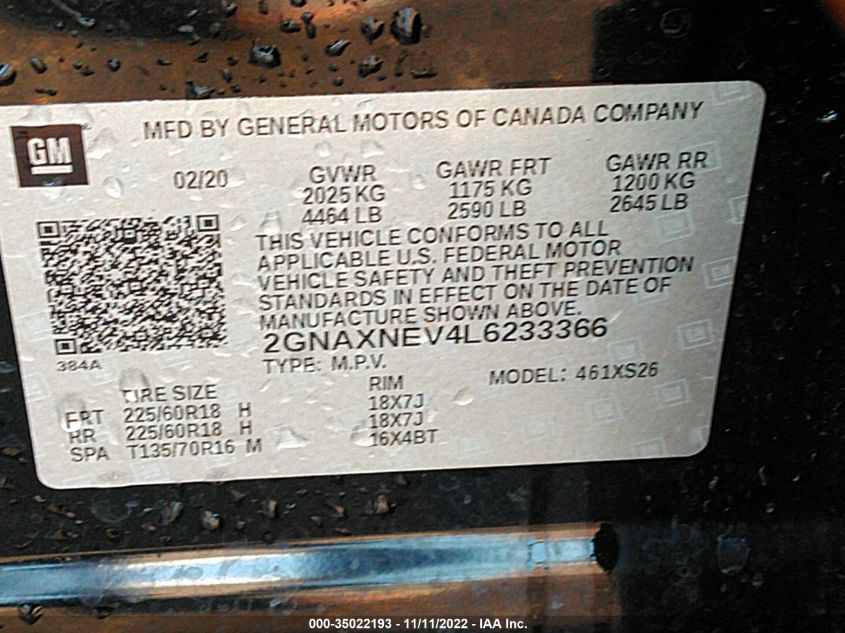 GM
MFD BY GENERAL MOTORS OF CANADA COMPANY
02/20 GVWR GAWR FRT GAWR RR
2025 KG 1175 KG 1200 KG
4464 LB 2590 LB 2645 LB
THIS VEHICLE CONFORMS TO ALL
APPLICABLE U.S. FEDERAL MOTOR
VEHICLE SAFETY AND THEFT PREVENTION
STANDARDS IN EFFECT ON THE DATE OF
MANUFACTURE SHOWN ABOVE.
2GNAXNEV4L6233366
384A
TYPE: M.P.V. MODEL: 461XS26
TIRE SIZE RIM
FRT 225/60R18 H 18X7J
RR 225/60R18 H 18X7J
SPA T135/70R16 M 16X4BT
000-35022193 - 11/11/2022 - IAA Inc.